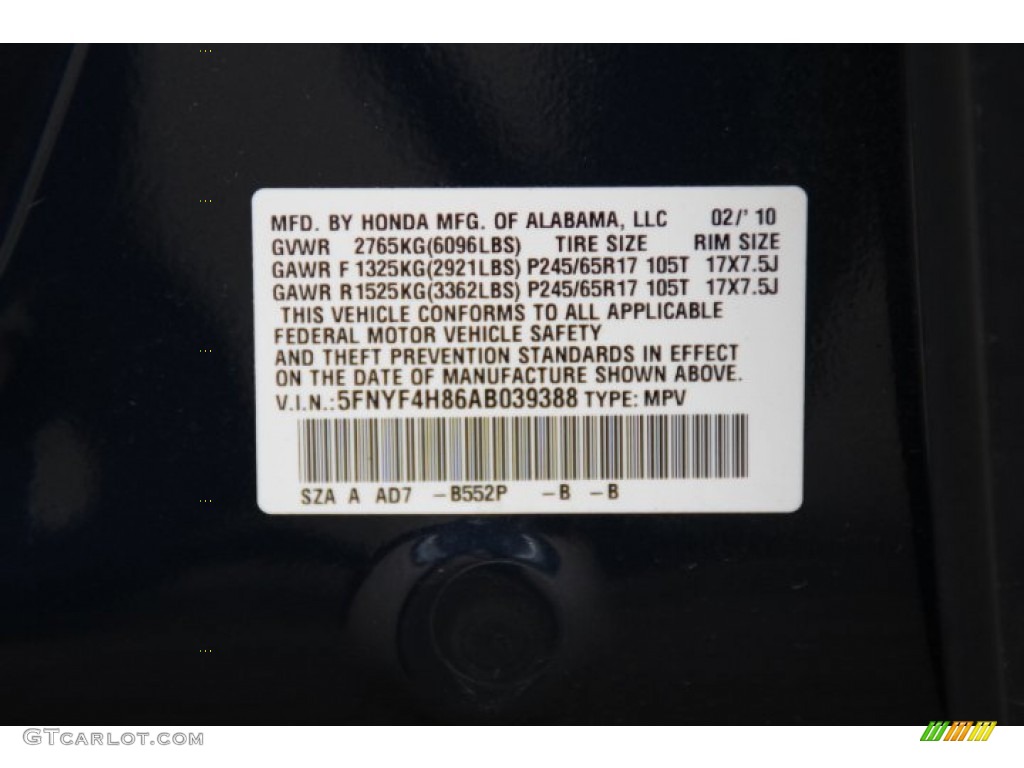 MFD. BY HONDA MFG. OF ALABAMA, LLC 02/' 10
GVWR 2765KG(6096LBS) TIRE SIZE RIM SIZE
GAWR F 1325KG(2921LBS) P245/65R17 105T 17X7.5J
GAWR R1525KG(3362LBS) P245/65R17 105T 17X7.5J
THIS VEHICLE CONFORMS TO ALL APPLICABLE
FEDERAL MOTOR VEHICLE SAFETY
AND THEFT PREVENTION STANDARDS IN EFFECT
ON THE DATE OF MANUFACTURE SHOWN ABOVE.
V.I.N.:5FNYF4H86AB039388 TYPE: MPV
SZA A AD7 -B552P -B -B
GTCARLOT.COM